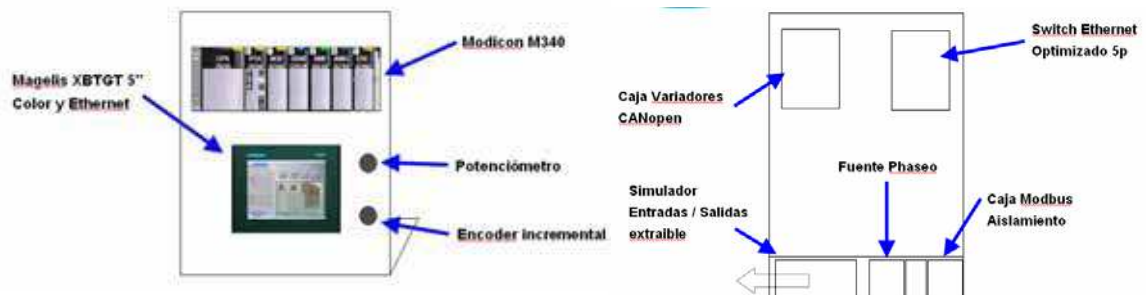 Modicon M340
Magelis XBTGT 5"
Color y Ethernet
Potenciómetro
Encoder incremental
Switch Ethernet
Optimizado 5p
Caja Variadores
CANopen
Fuente Phaseo
Simulador
Entradas / Salidas
extraible
Caja Modbus
Aislamiento